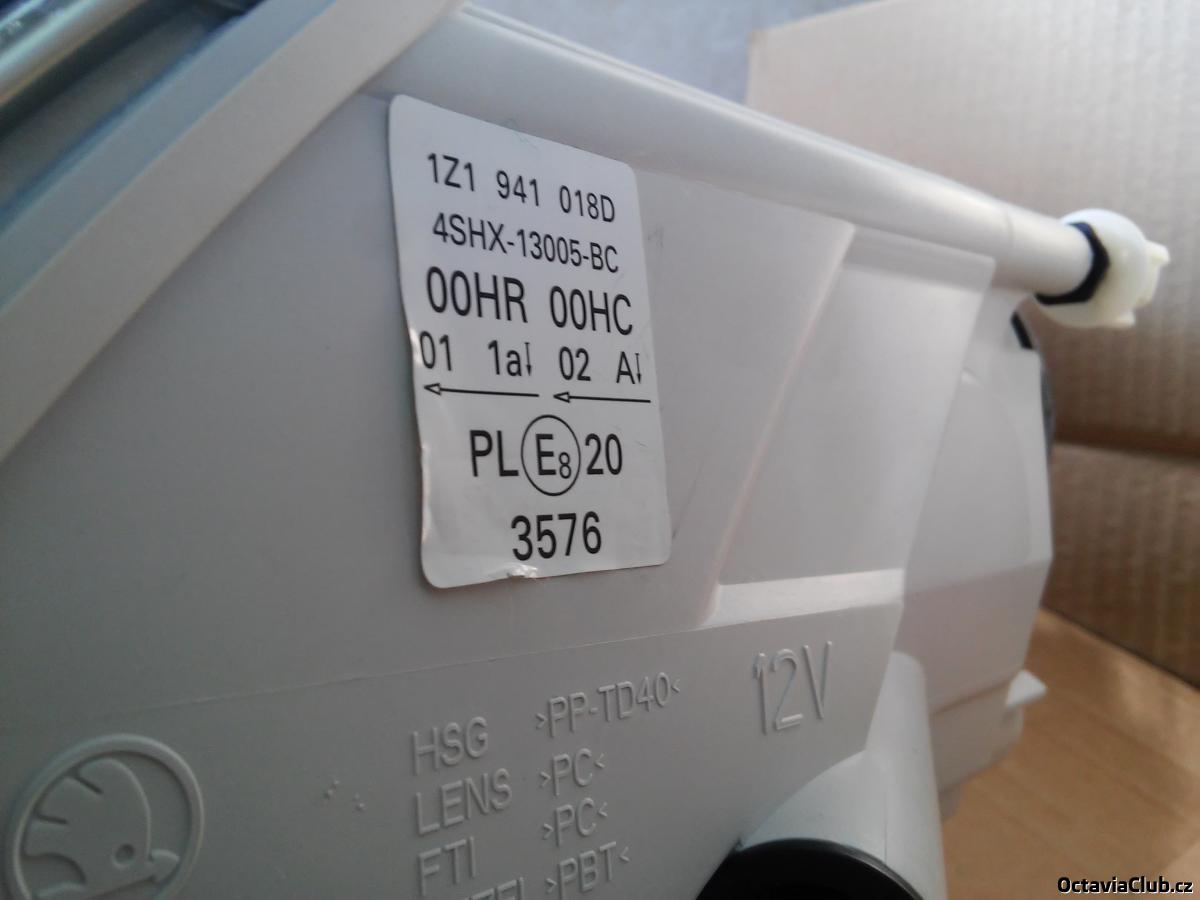 1Z1 941 018D
4SHX-13005-BC
00HR 00HC
01 1a 02 A
PL E8 20
3576
12V
HSG >PP-TD40<
LENS >PC<
FTI >PC<
>PBT<
OctaviaClub.cz